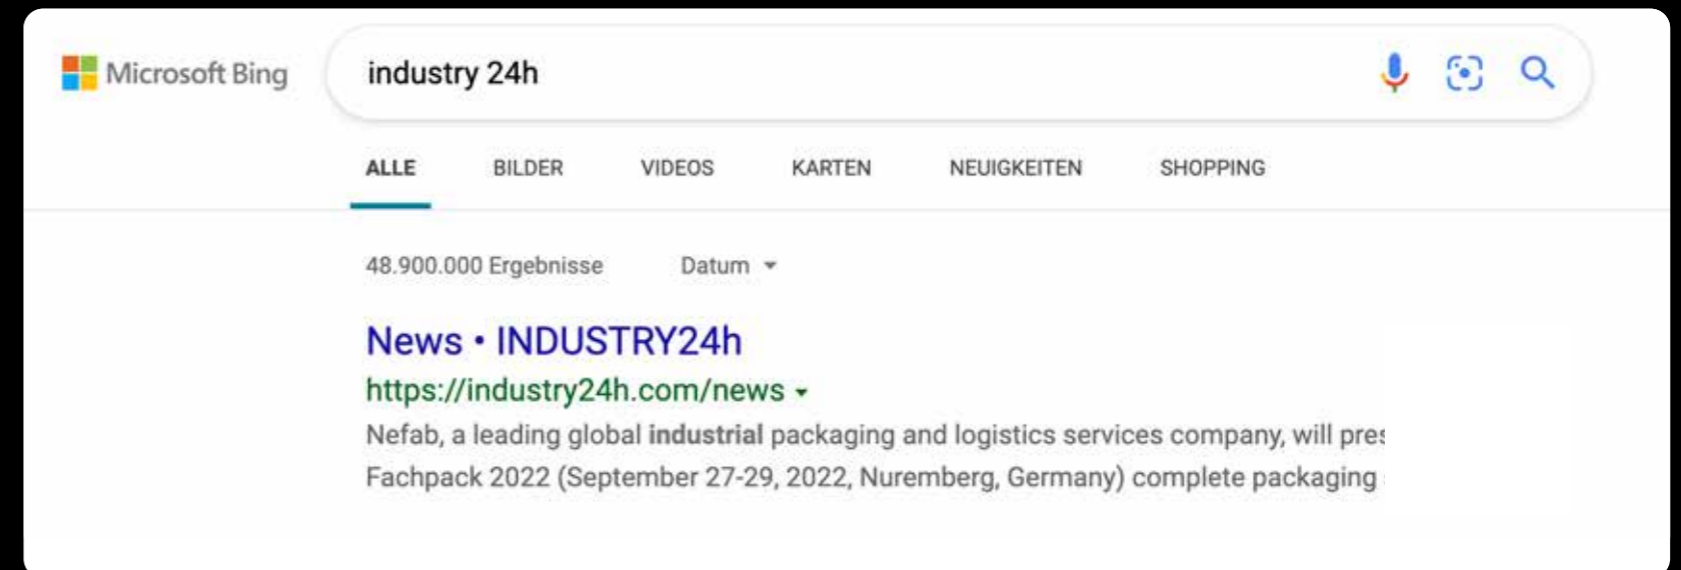 Microsoft Bing
industry 24h
ALLE BILDER VIDEOS KARTEN NEUIGKEITEN SHOPPING
48.900.000 Ergebnisse Datum
News • INDUSTRY24h
https://industry24h.com/news
Nefab, a leading global industrial packaging and logistics services company, will
Fachpack 2022 (September 27-29, 2022, Nuremberg, Germany) complete packaging